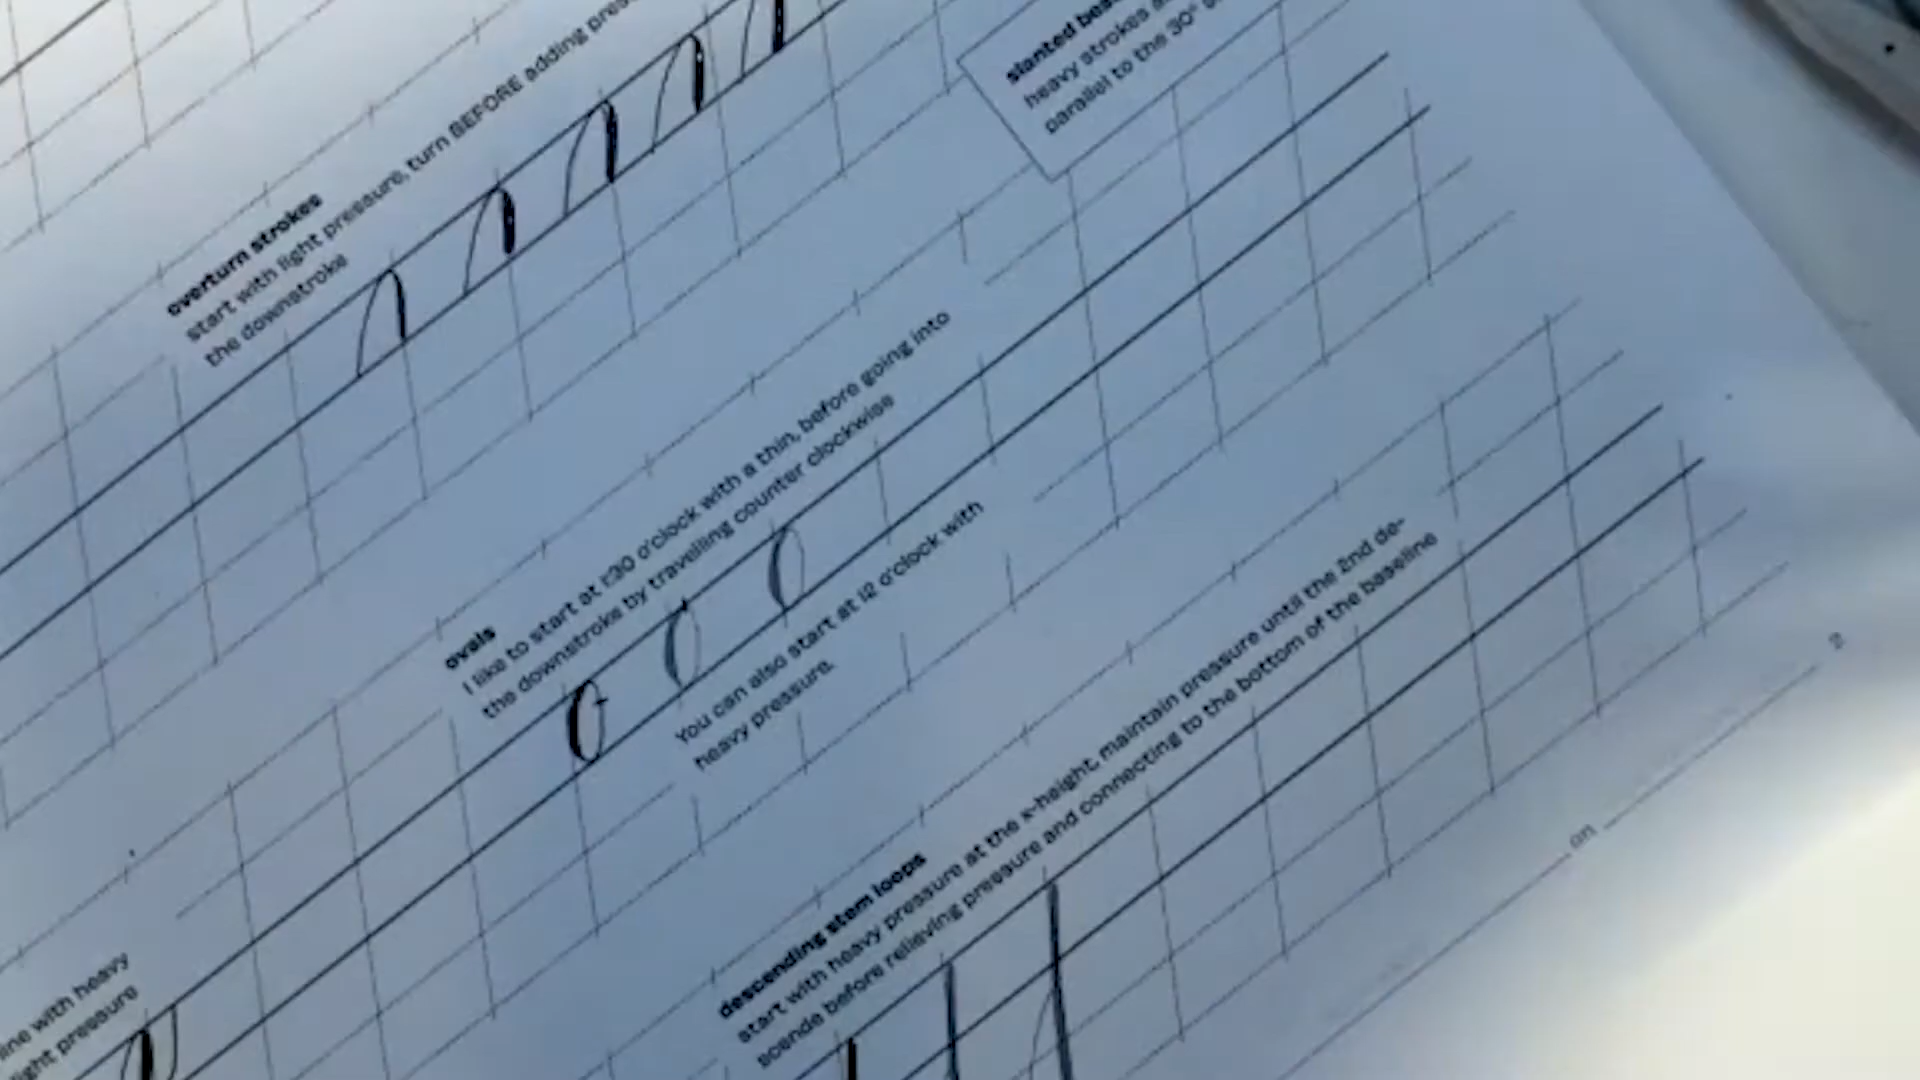 overturn strokes
start with light pressure, turn BEFORE adding
the downstroke
slanted
heavy strokes
parallel to the 30°
ovals
I like to start at 1:30 o'clock with a thin, before going into
the downstroke by travelling counter clockwise
You can also start at 12 o'clock with
heavy pressure.
line with heavy
light pressure
descending stem loops
start with heavy pressure at the x-height, maintain pressure until the 2nd de-
scende before relieving pressure and connecting to the bottom of the baseline
on
2